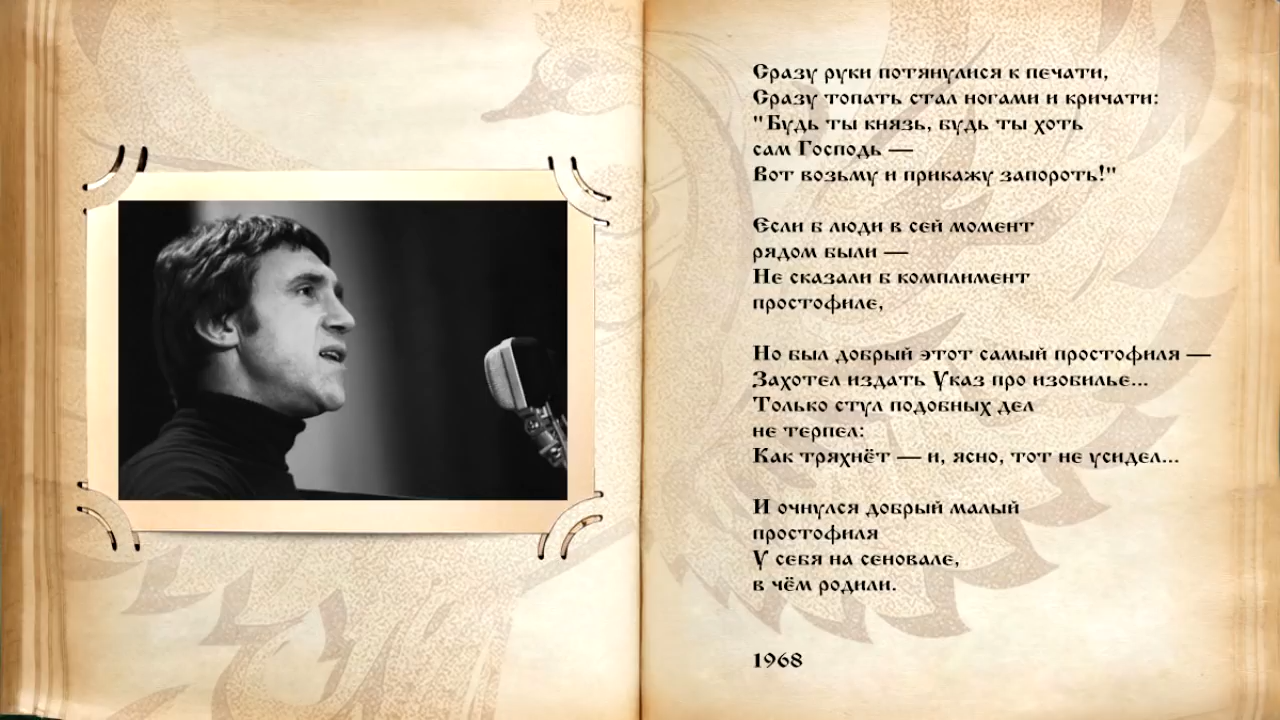 Сразу руки потянулися к печати,
Сразу топать стал ногами и кричати:
"Будь ты князь, будь ты хоть
сам Господь —
Вот возьму и прикажу запороть!"
Если б люди в сей момент
рядом были —
Не сказали б комплимент
простофиле,
Но был добрый этот самый простофиля —
Захотел издать Указ про изобилье...
Только стул подобных дел
не терпел:
Как тряхнёт — и, ясно, тот не усидел...
И очнулся добрый малый
простофиля
У себя на сеновале,
в чём родили.
1968